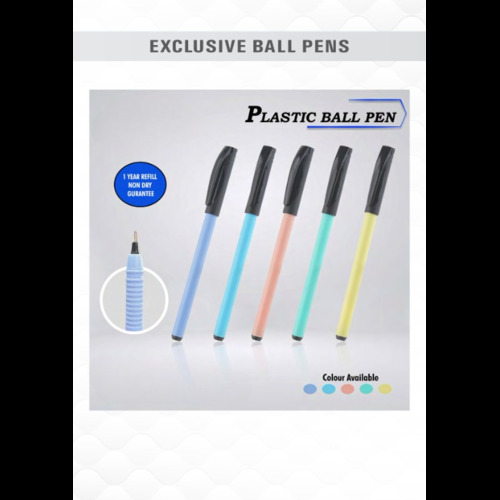 EXCLUSIVE BALL PENS
PLASTIC BALL PEN
1 YEAR REFILL
NON DRY
GURANTEE
Colour Available